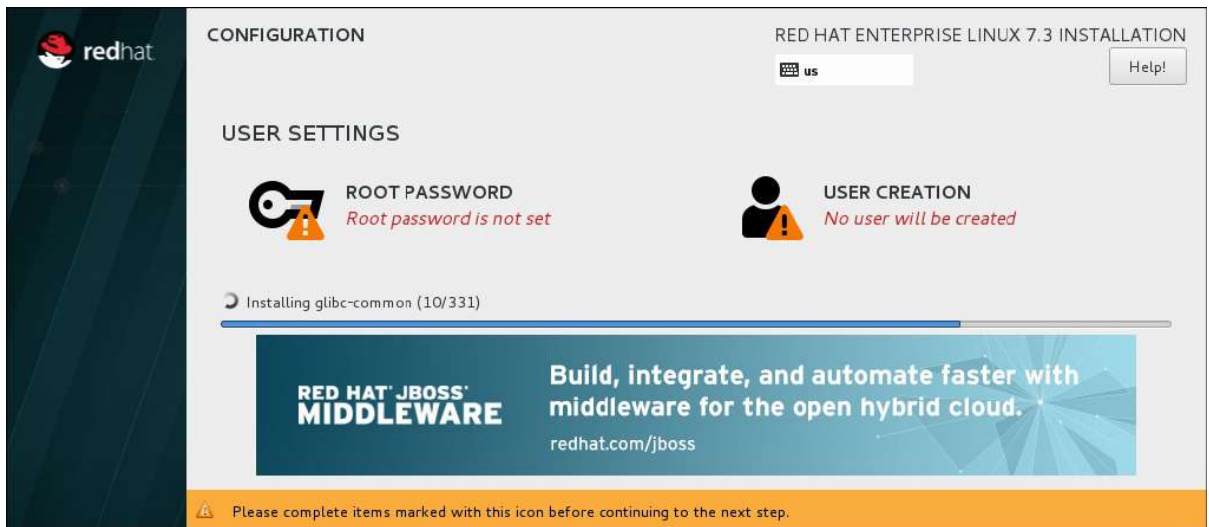 redhat
CONFIGURATION
RED HAT ENTERPRISE LINUX 7.3 INSTALLATION
us
Help!
USER SETTINGS
ROOT PASSWORD
Root password is not set
USER CREATION
No user will be created
Installing glibc-common (10/331)
RED HAT® JBOSS®
MIDDLEWARE
Build, integrate, and automate faster with
middleware for the open hybrid cloud.
redhat.com/jboss
Please complete items marked with this icon before continuing to the next step.